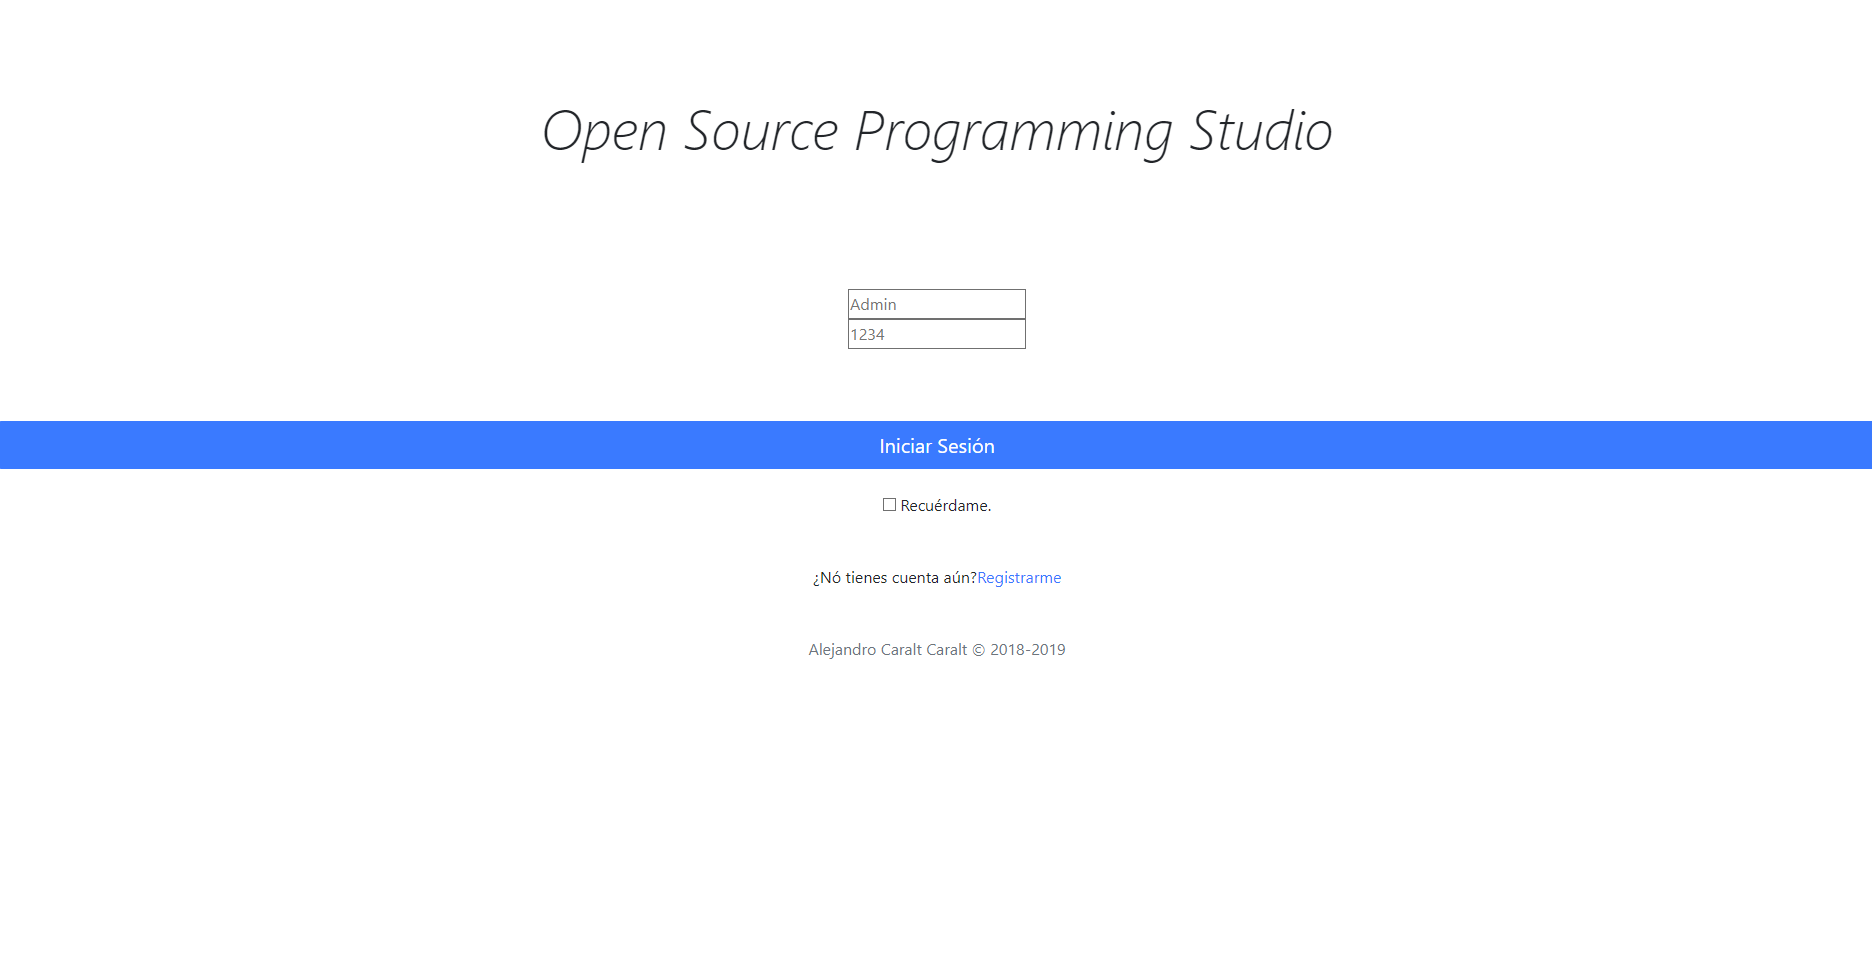 Open Source Programming Studio
Admin
1234
Iniciar Sesión
Recuérdame.
¿Nó tienes cuenta aún?Registrarme
Alejandro Caralt Caralt © 2018-2019